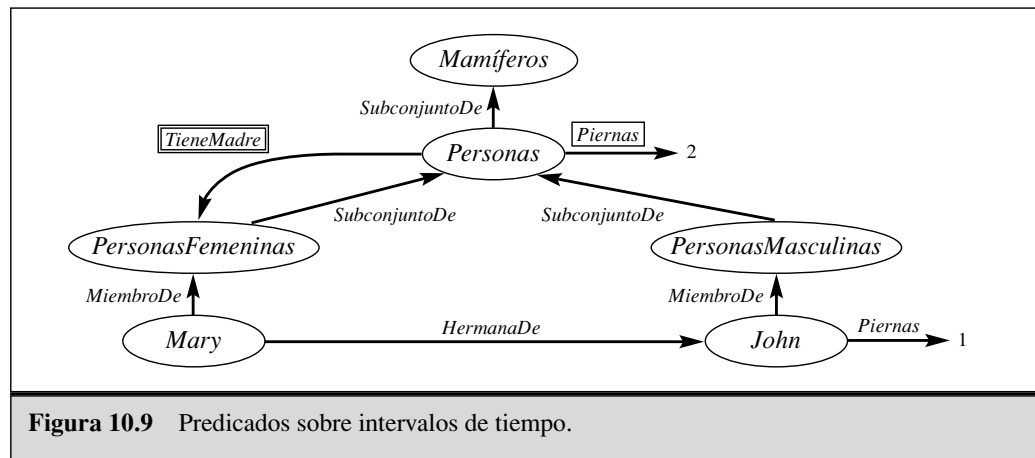 Mamíferos
SubconjuntoDe
TieneMadre
Personas
Piernas
2
SubconjuntoDe
SubconjuntoDe
PersonasFemeninas
PersonasMasculinas
MiembroDe
MiembroDe
Mary
HermanaDe
John
Piernas
1
Figura 10.9 Predicados sobre intervalos de tiempo.